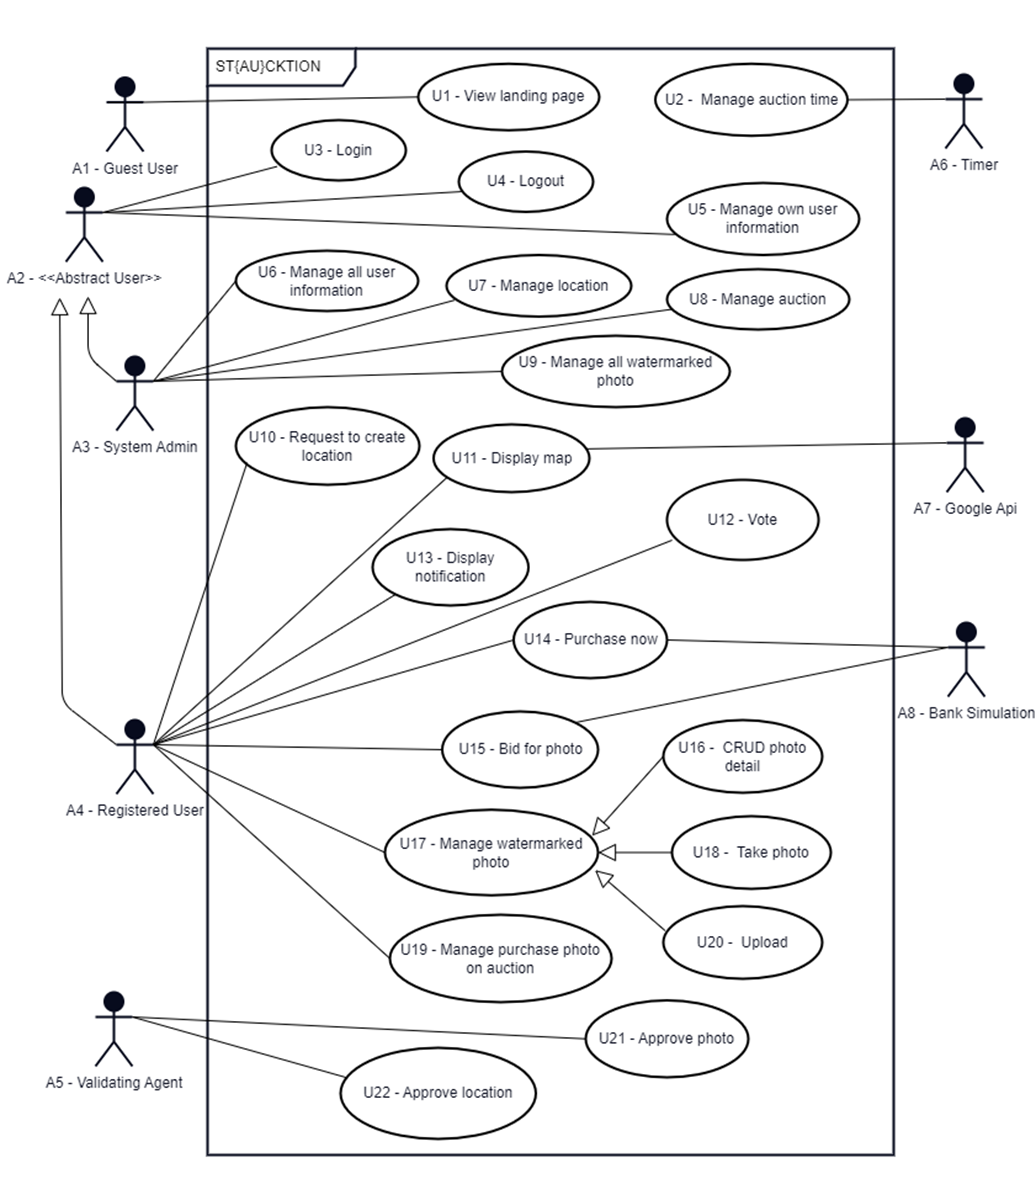 ST{AU}CKTION
U1 - View landing page
U2 -  Manage auction time
A1 - Guest User
A6 - Timer
U3 - Login
U4 - Logout
U5 - Manage own user
information
A2 - <<Abstract User>>
U6 - Manage all user
information
U7 - Manage location
U8 - Manage auction
U9 - Manage all watermarked
photo
A3 - System Admin
U10 - Request to create
location
U11 - Display map
A7 - Google Api
U12 - Vote
U13 - Display
notification
U14 - Purchase now
A8 - Bank Simulation
U15 - Bid for photo
U16 -  CRUD photo
detail
A4 - Registered User
U17 - Manage watermarked
photo
U18 -  Take photo
U19 - Manage purchase photo
on auction
U20 -  Upload
U21 - Approve photo
A5 - Validating Agent
U22 - Approve location